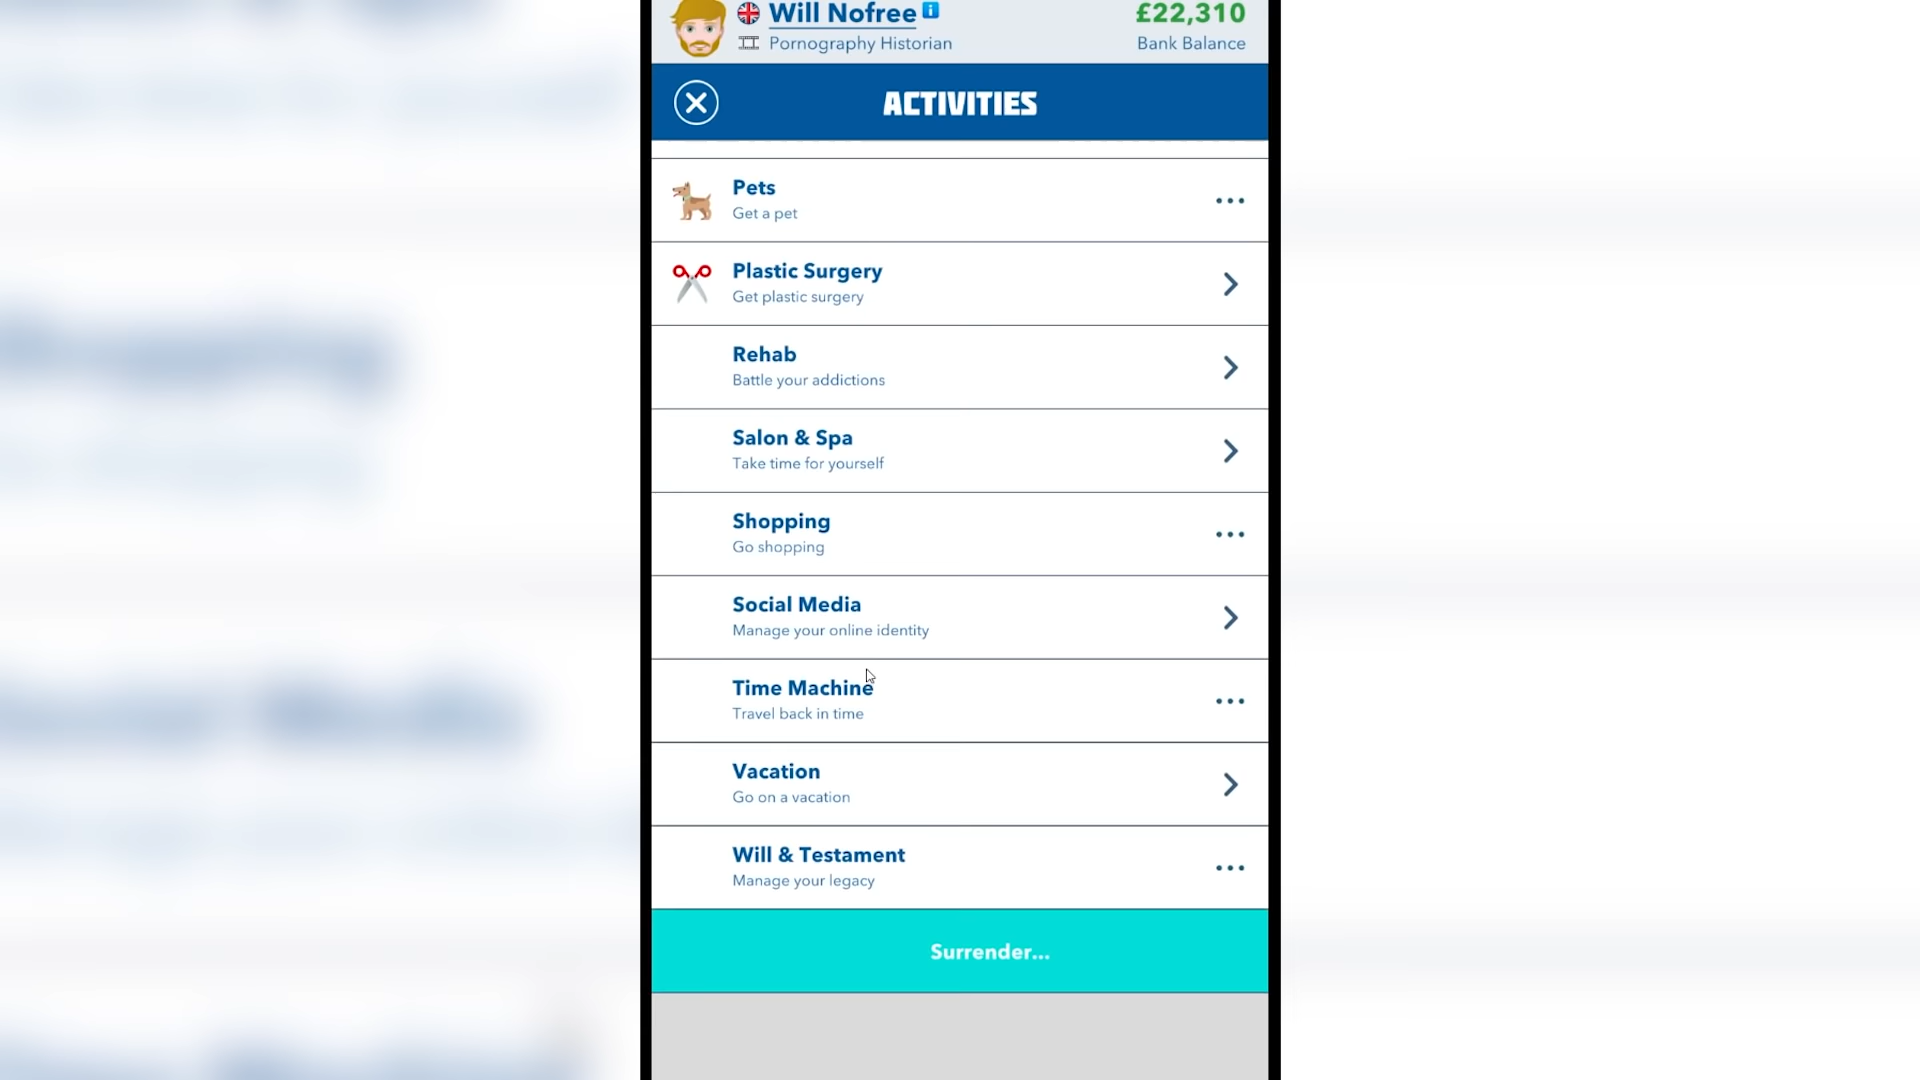 Will Nofree
£22,310
Pornography Historian
Bank Balance
ACTIVITIES
Pets
Get a pet
Plastic Surgery
Get plastic surgery
Rehab
Battle your addictions
Salon & Spa
Take time for yourself
Shopping
Go shopping
Social Media
Manage your online identity
Time Machine
Travel back in time
Vacation
Go on a vacation
Will & Testament
Manage your legacy
Surrender...